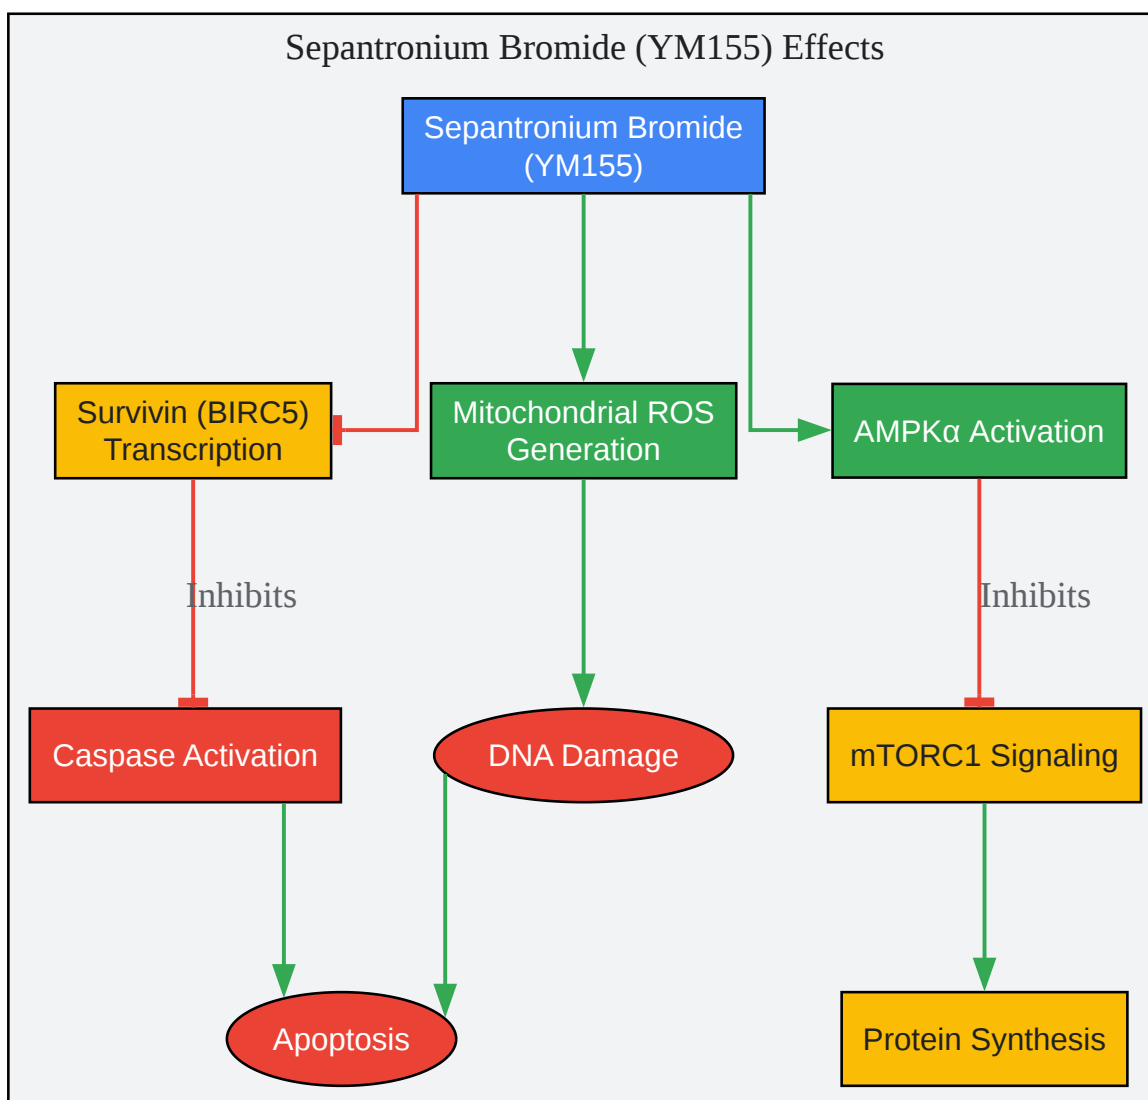 Sepantronium Bromide (YM155) Effects
Sepantronium Bromide
(YM155)
Survivin (BIRC5)
Transcription
Mitochondrial ROS
Generation
AMPKα Activation
Inhibits
Inhibits
Caspase Activation
DNA Damage
mTORC1 Signaling
Apoptosis
Protein Synthesis